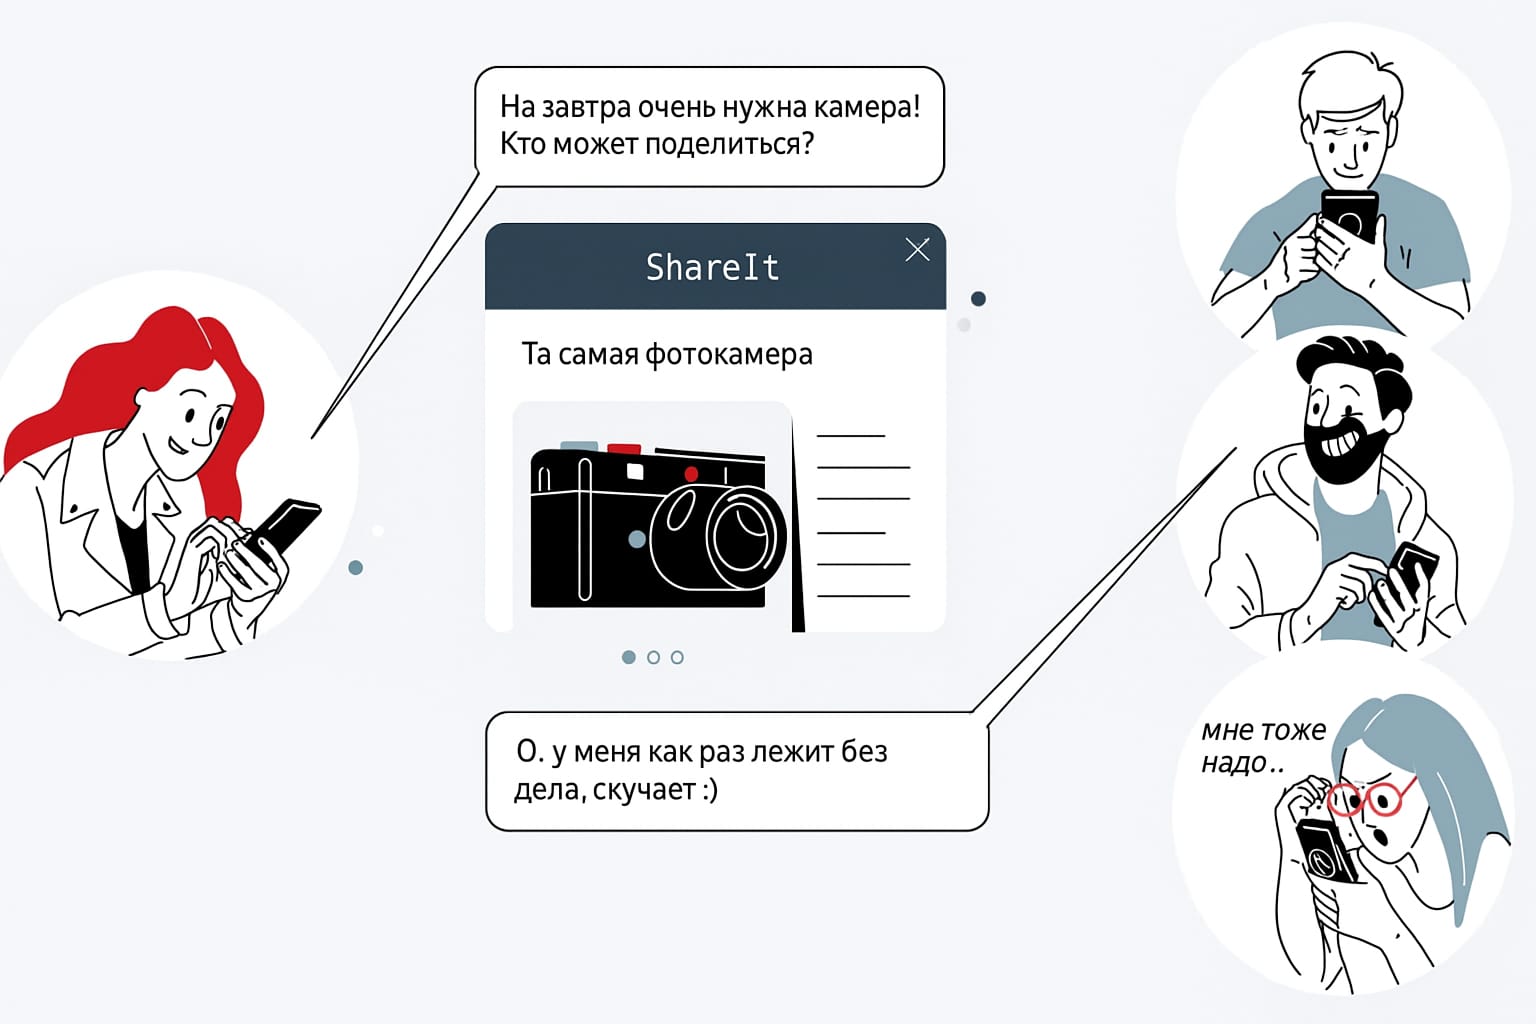 На завтра очень нужна камера!
Кто может поделиться?
ShareIt
Та самая фотокамера
О. у меня как раз лежит без
дела, скучает :)
мне тоже
надо..